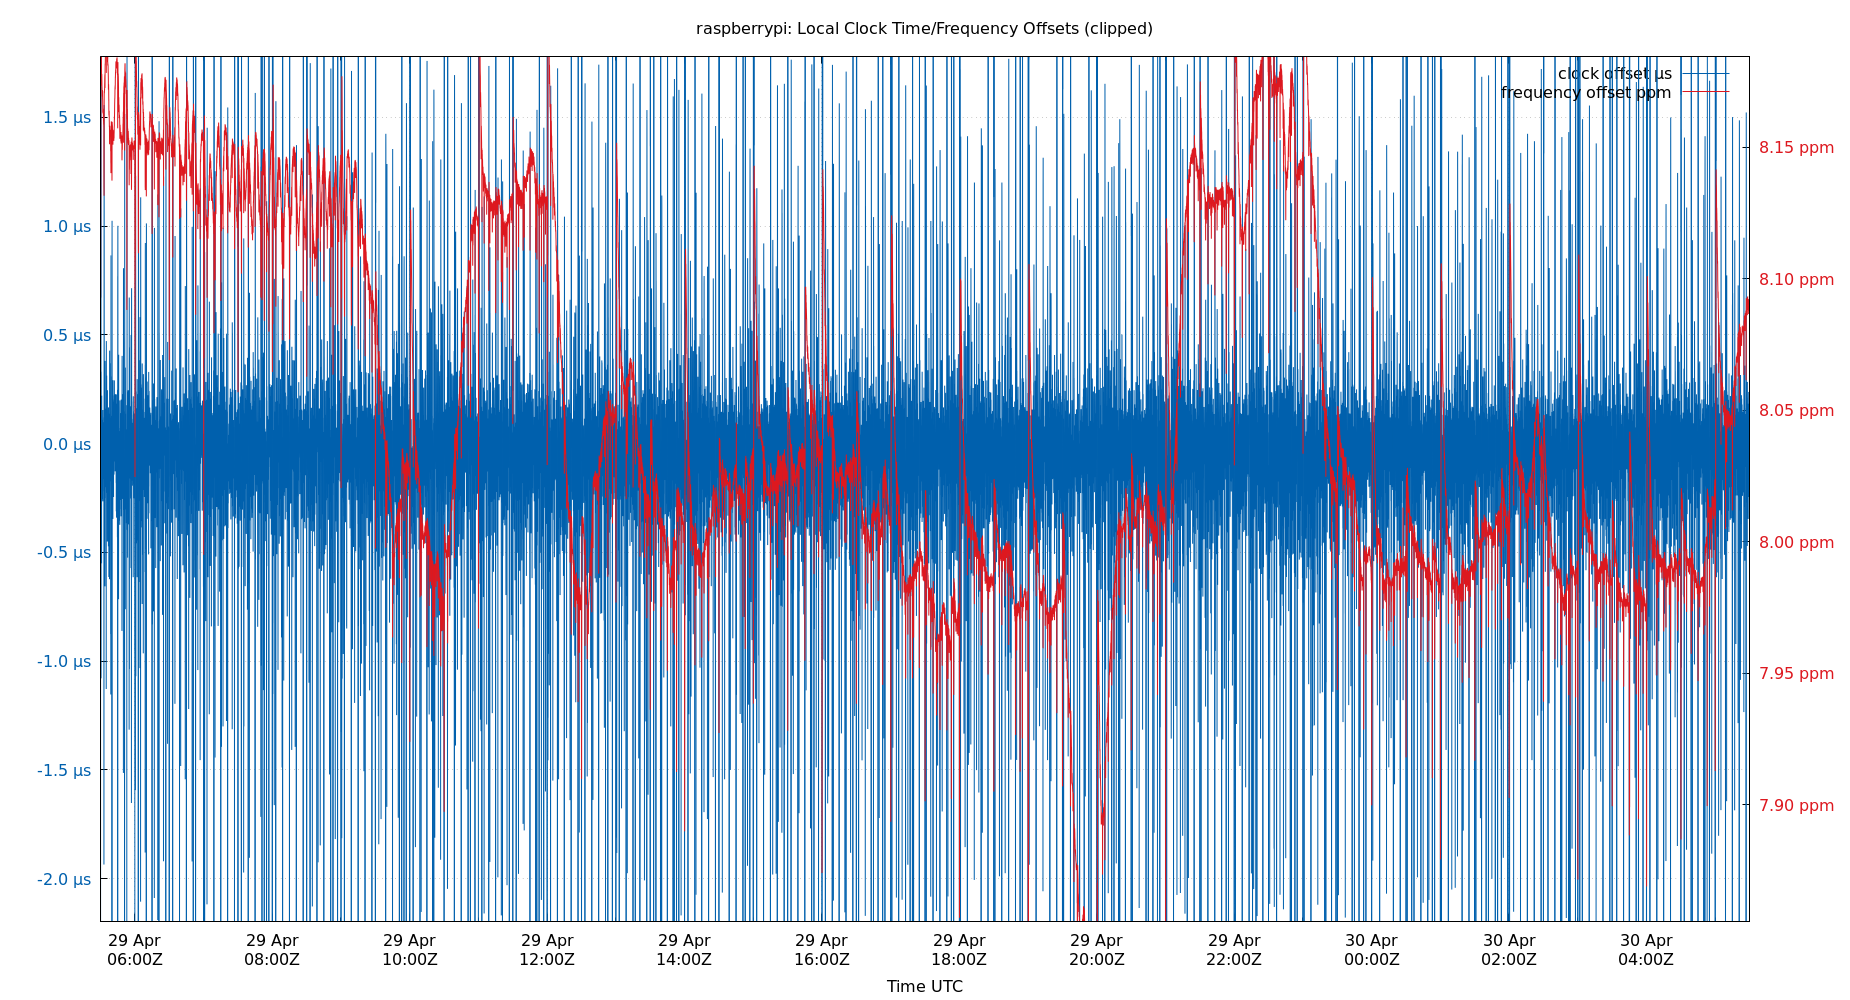 raspberrypi: Local Clock Time/Frequency Offsets (clipped)
clock offset µs
frequency offset ppm
1.5 µs
1.0 µs
0.5 µs
0.0 µs
-0.5 µs
-1.0 µs
-1.5 µs
-2.0 µs
8.15 ppm
8.10 ppm
8.05 ppm
8.00 ppm
7.95 ppm
7.90 ppm
29 Apr
06:00Z
29 Apr
08:00Z
29 Apr
10:00Z
29 Apr
12:00Z
29 Apr
14:00Z
29 Apr
16:00Z
29 Apr
18:00Z
29 Apr
20:00Z
29 Apr
22:00Z
30 Apr
00:00Z
30 Apr
02:00Z
30 Apr
04:00Z
Time UTC